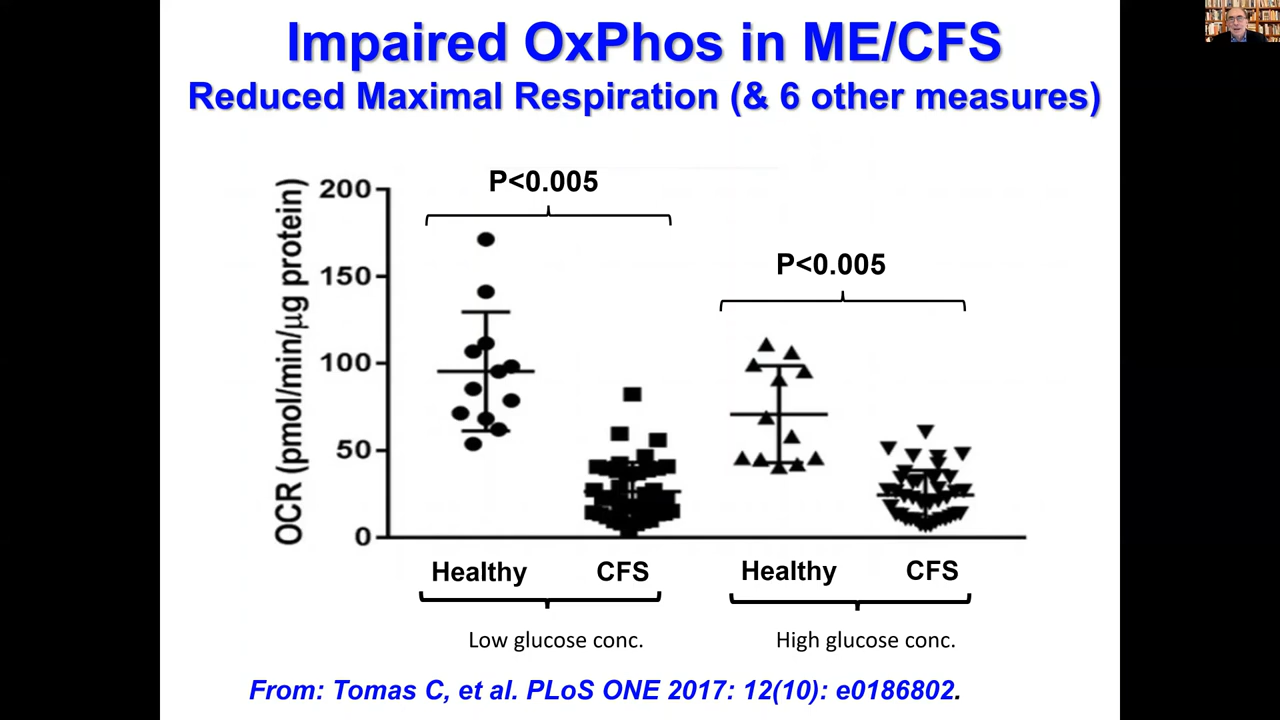 Impaired OxPhos in ME/CFS
Reduced Maximal Respiration (& 6 other measures)
OCR (pmol/min/µg protein)
200
150
100
50
0
P<0.005
P<0.005
Healthy
CFS
Healthy
CFS
Low glucose conc.
High glucose conc.
From: Tomas C, et al. PLoS ONE 2017: 12(10): e0186802.